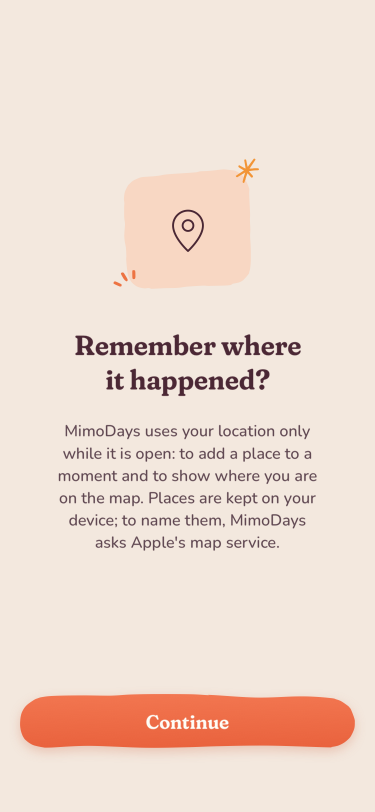 Remember where
it happened?
MimoDays uses your location only
while it is open: to add a place to a
moment and to show where you are
on the map. Places are kept on your
device; to name them, MimoDays
asks Apple's map service.
Continue